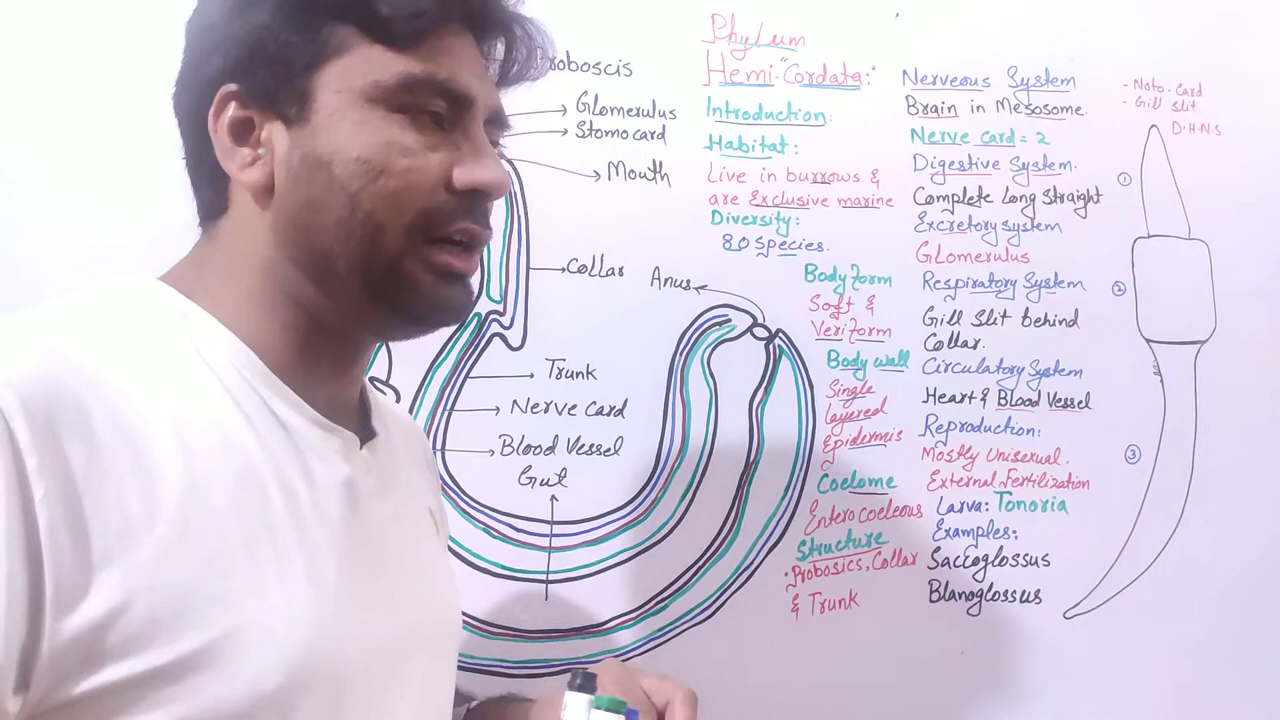 roboscis
Glomerulus
Stomocard
Mouth
Collar
Anus
Trunk
Nerve Card
Blood Vessel
Gut
Phylum
Hemi-"Cordata:"
Introduction:
Habitat:
Live in burrows &
are Exclusive marine
Diversity:
80 Species.
Body Form
Soft &
Veriform
Body wall
Single
layered
Epidermis
Coelome
Enterocoeleous
Structure
•Probosics, Collar
& Trunk
Nerveous System
Brain in Mesosome.
Nerve card = 2
Digestive System.
Complete Long Straight
Excretory system
GLomerulus
Respiratory System
Gill Slit behind
Collar.
Circulatory System
Heart & Blood Vessel
Reproduction:
Mostly Unisexual.
External Fertilization
Larva: Tonoria
Examples:
Saccoglossus
Blanoglossus
- Noto.Card
- Gill Slit
D.H.N.S
1
2
3